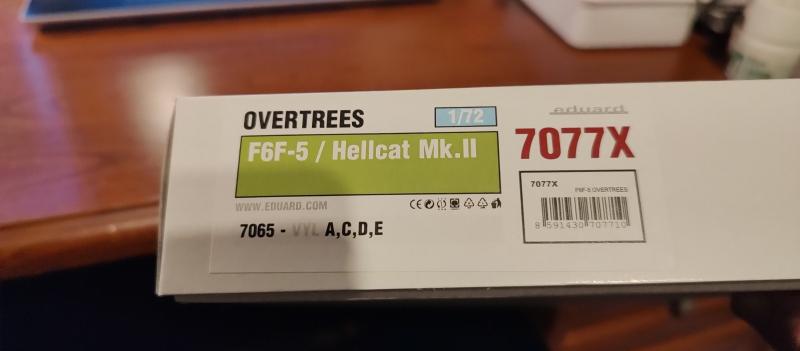 OVERTREES
1/72
F6F-5 / Hellcat Mk.II
WWW.EDUARD.COM
7065 - VYL A,C,D,E
eduard
7077X
7077X
F6F-5 OVERTREES
8 591430 707710